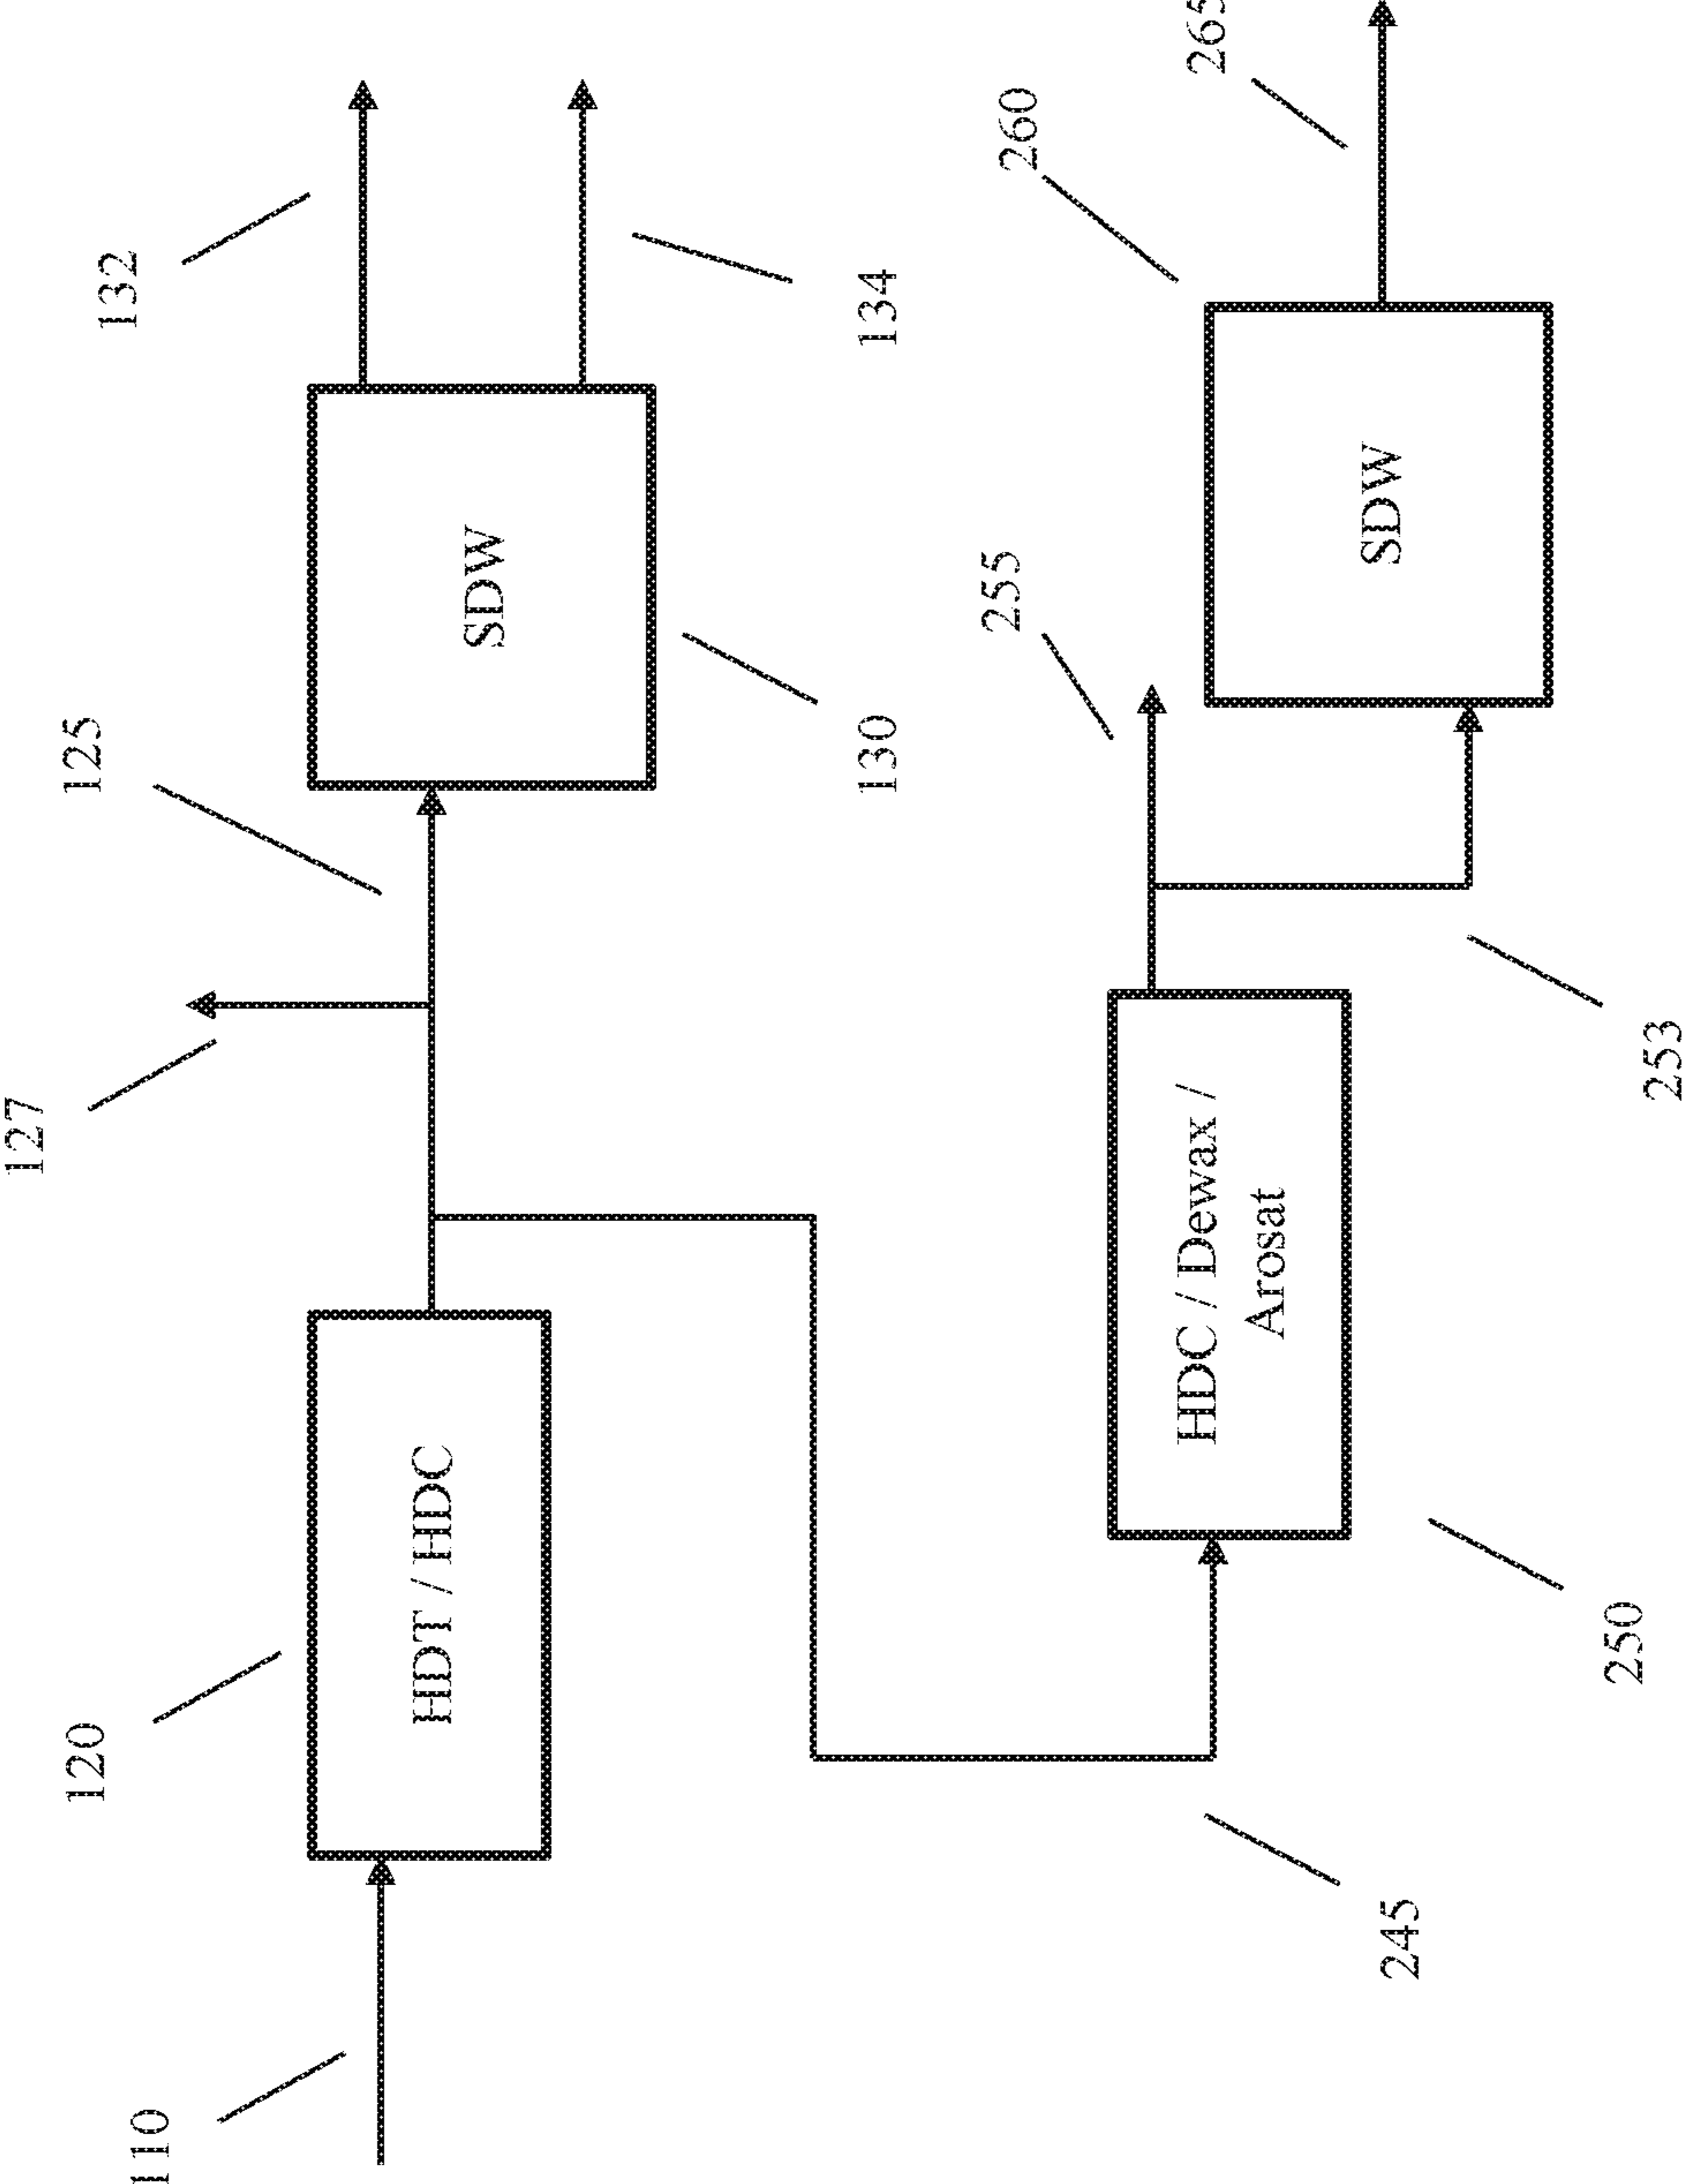 127
120
125
132
110
HDT / HDC
SDW
130
134
255
260
265
HDC / Dewax /
Arosat
SDW
245
250
253